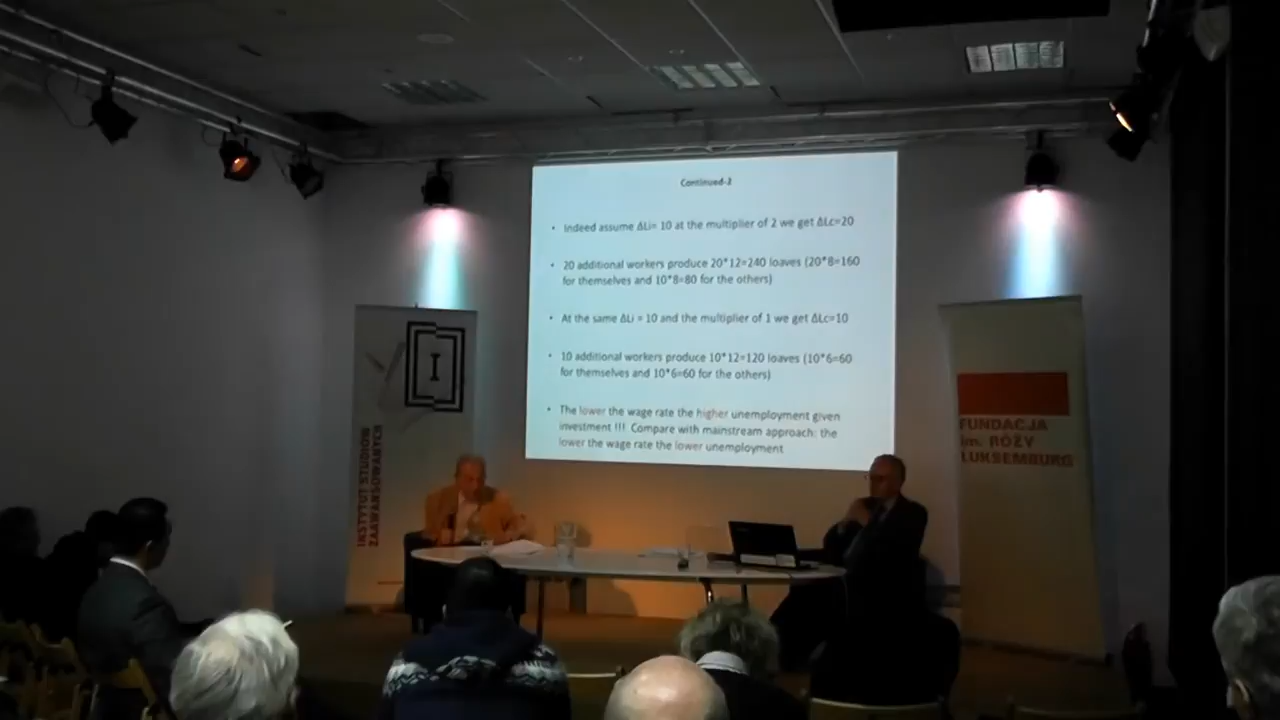 Continued-2
• Indeed assume ΔLi= 10 at the multiplier of 2 we get ΔLc=20
• 20 additional workers produce 20*12=240 loaves (20*8=160
for themselves and 10*8=80 for the others)
• At the same ΔLi = 10 and the multiplier of 1 we get ΔLc=10
• 10 additional workers produce 10*12=120 loaves (10*6=60
for themselves and 10*6=60 for the others)
• The lower the wage rate the higher unemployment given
investment !!! Compare with mainstream approach: the
lower the wage rate the lower unemployment
I
INSTYTUT STUDIÓW
ZAAWANSOWANYCH
FUNDACJA
im. RÓŻY
LUKSEMBURG